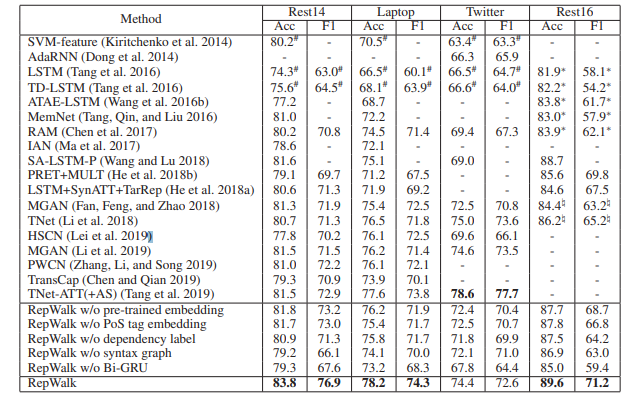 Method Rest14 Laptop Twitter Rest16
Acc F1 Acc F1 Acc F1 Acc F1
SVM-feature (Kiritchenko et al. 2014) 80.2# - 70.5# - 63.4# 63.3# - -
AdaRNN (Dong et al. 2014) - - - - 66.3 65.9 - -
LSTM (Tang et al. 2016) 74.3# 63.0# 66.5# 60.1# 66.5# 64.7# 81.9* 58.1*
TD-LSTM (Tang et al. 2016) 75.6# 64.5# 68.1# 63.9# 66.6# 64.0# 82.2* 54.2*
ATAE-LSTM (Wang et al. 2016b) 77.2 - 68.7 - - - 83.8* 61.7*
MemNet (Tang, Qin, and Liu 2016) 81.0 - 72.2 - - - 83.0* 57.9*
RAM (Chen et al. 2017) 80.2 70.8 74.5 71.4 69.4 67.3 83.9* 62.1*
IAN (Ma et al. 2017) 78.6 - 72.1 - - - - -
SA-LSTM-P (Wang and Lu 2018) 81.6 - 75.1 - 69.0 - 88.7 -
PRET+MULT (He et al. 2018b) 79.1 69.7 71.2 67.5 - - 85.6 69.8
LSTM+SynATT+TarRep (He et al. 2018a) 80.6 71.3 71.9 69.2 - - 84.6 67.5
MGAN (Fan, Feng, and Zhao 2018) 81.3 71.9 75.4 72.5 72.5 70.8 84.4♮ 63.2♮
TNet (Li et al. 2018) 80.7 71.3 76.5 71.8 75.0 73.6 86.2♮ 65.2♮
HSCN (Lei et al. 2019) 77.8 70.2 76.1 72.5 69.6 66.1 - -
MGAN (Li et al. 2019) 81.5 71.5 76.2 71.4 74.6 73.5 - -
PWCN (Zhang, Li, and Song 2019) 81.0 72.2 76.1 72.1 - - - -
TransCap (Chen and Qian 2019) 79.3 70.9 73.9 70.1 - - - -
TNet-ATT(+AS) (Tang et al. 2019) 81.5 72.9 77.6 73.8 78.6 77.7 - -
RepWalk w/o pre-trained embedding 81.8 73.2 76.2 71.9 72.4 70.4 87.7 68.7
RepWalk w/o PoS tag embedding 81.7 73.0 75.4 71.7 72.5 70.7 87.8 66.8
RepWalk w/o dependency label 80.9 71.3 75.8 71.7 71.8 69.9 87.5 64.2
RepWalk w/o syntax graph 79.2 66.1 74.1 70.0 72.1 71.0 86.9 63.0
RepWalk w/o Bi-GRU 79.3 67.6 73.2 68.3 67.8 64.4 85.0 59.4
RepWalk 83.8 76.9 78.2 74.3 74.4 72.6 89.6 71.2